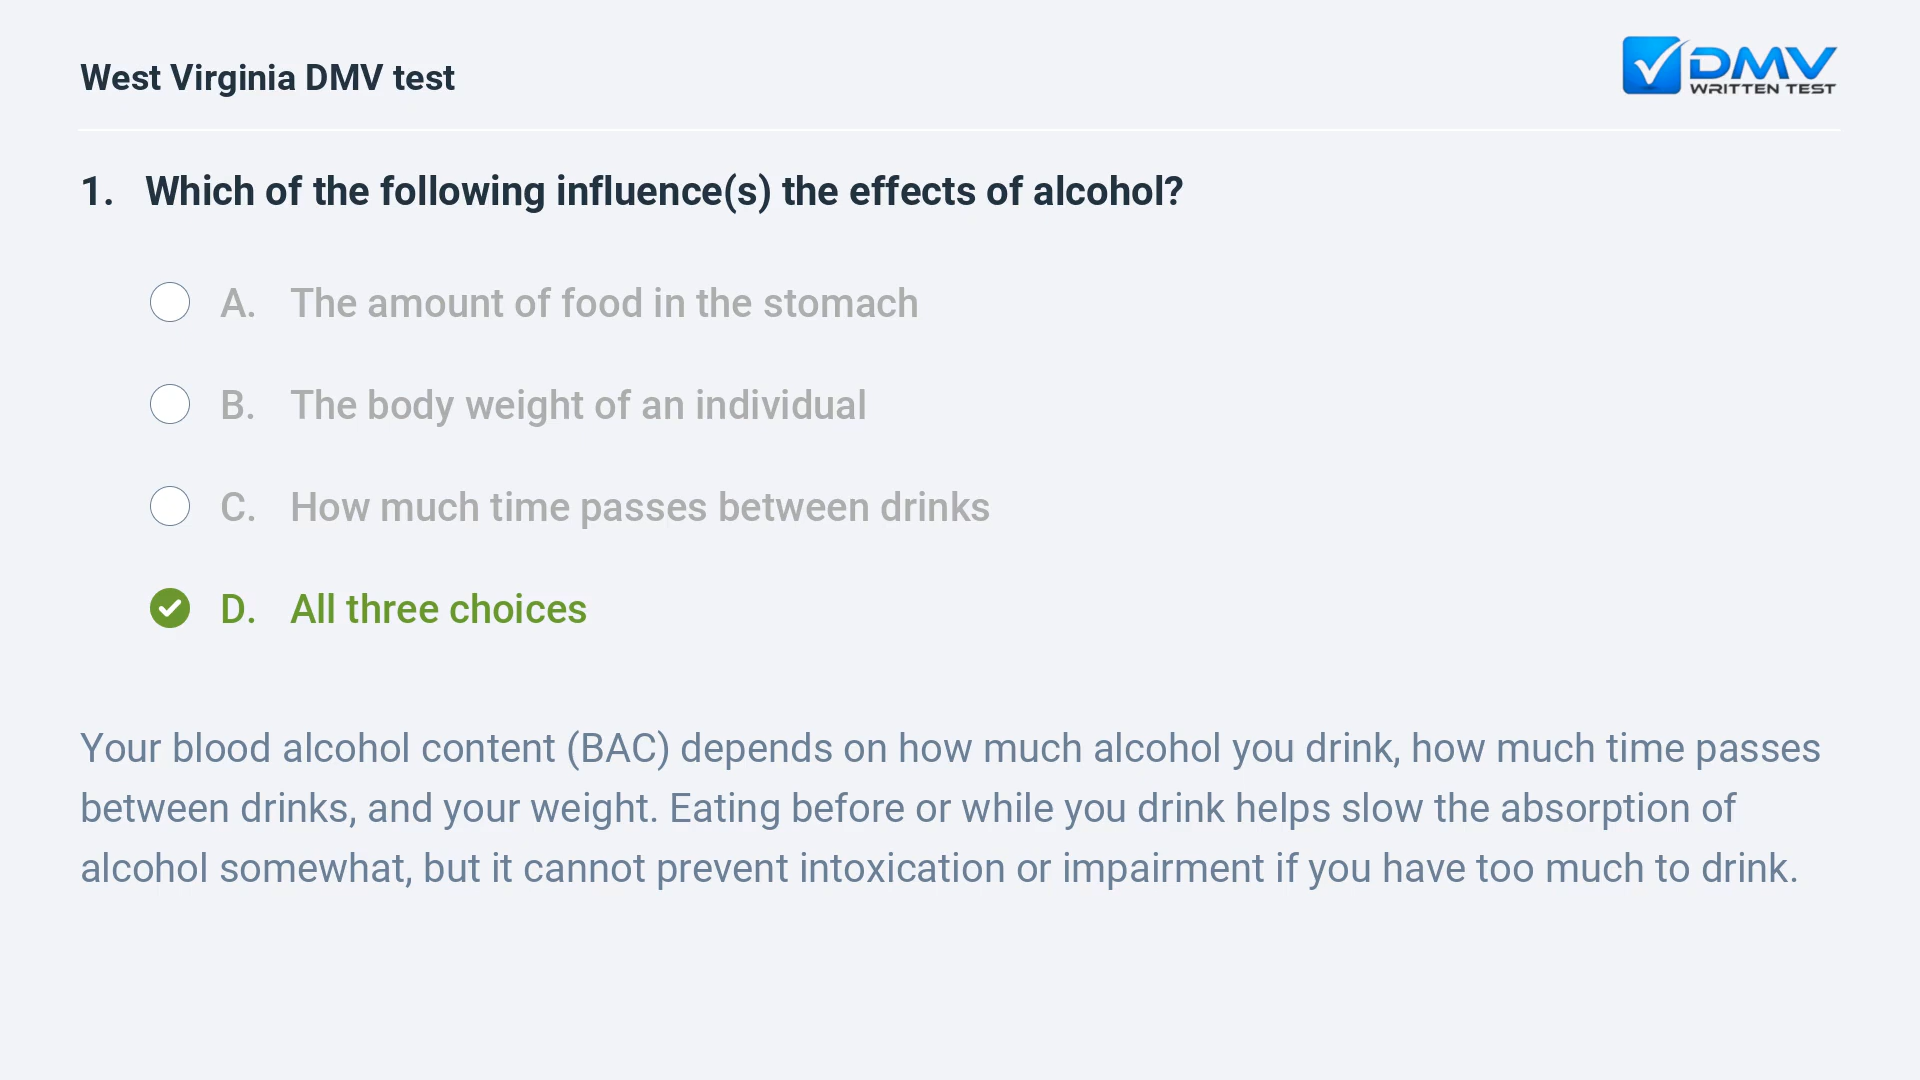 West Virginia DMV test
DMV
WRITTEN TEST
1. Which of the following influence(s) the effects of alcohol?
A. The amount of food in the stomach
B. The body weight of an individual
C. How much time passes between drinks
D. All three choices
Your blood alcohol content (BAC) depends on how much alcohol you drink, how much time passes
between drinks, and your weight. Eating before or while you drink helps slow the absorption of
alcohol somewhat, but it cannot prevent intoxication or impairment if you have too much to drink.